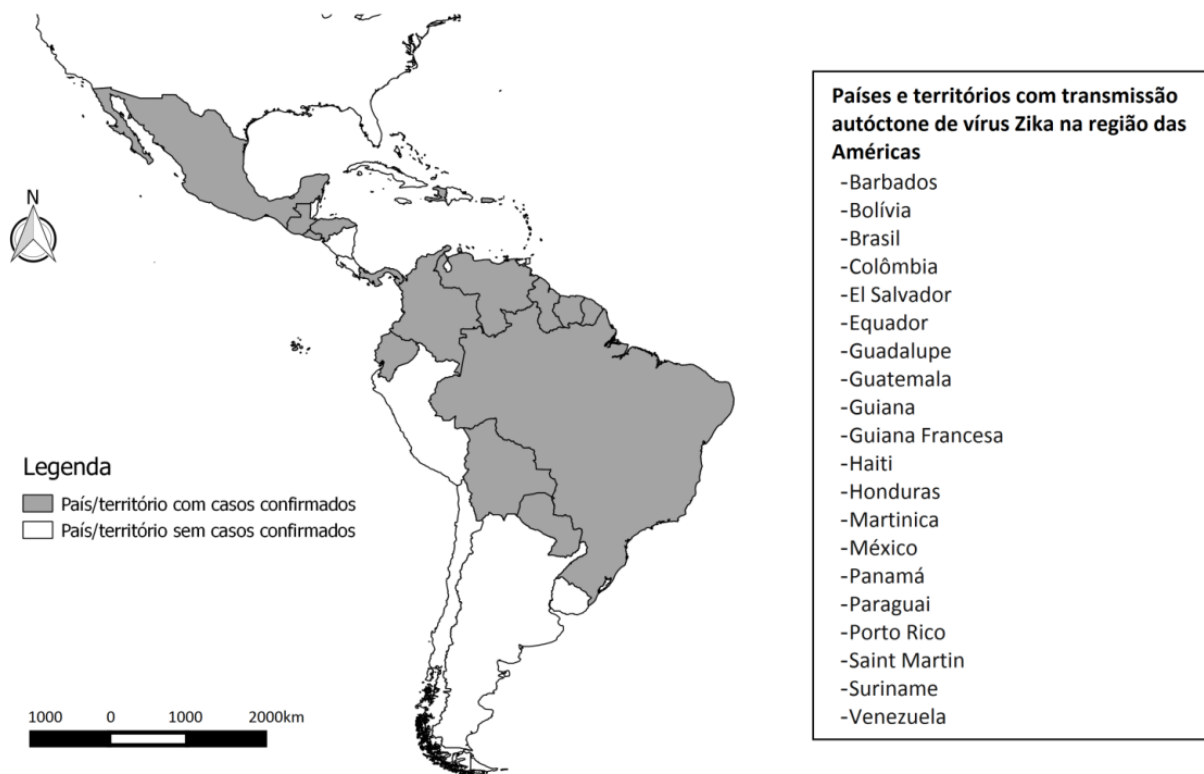 N
Legenda
País/território com casos confirmados
País/território sem casos confirmados
1000 0 1000 2000km
Países e territórios com transmissão
autóctone de vírus Zika na região das
Américas
-Barbados
-Bolívia
-Brasil
-Colômbia
-El Salvador
-Equador
-Guadalupe
-Guatemala
-Guiana
-Guiana Francesa
-Haiti
-Honduras
-Martinica
-México
-Panamá
-Paraguai
-Porto Rico
-Saint Martin
-Suriname
-Venezuela